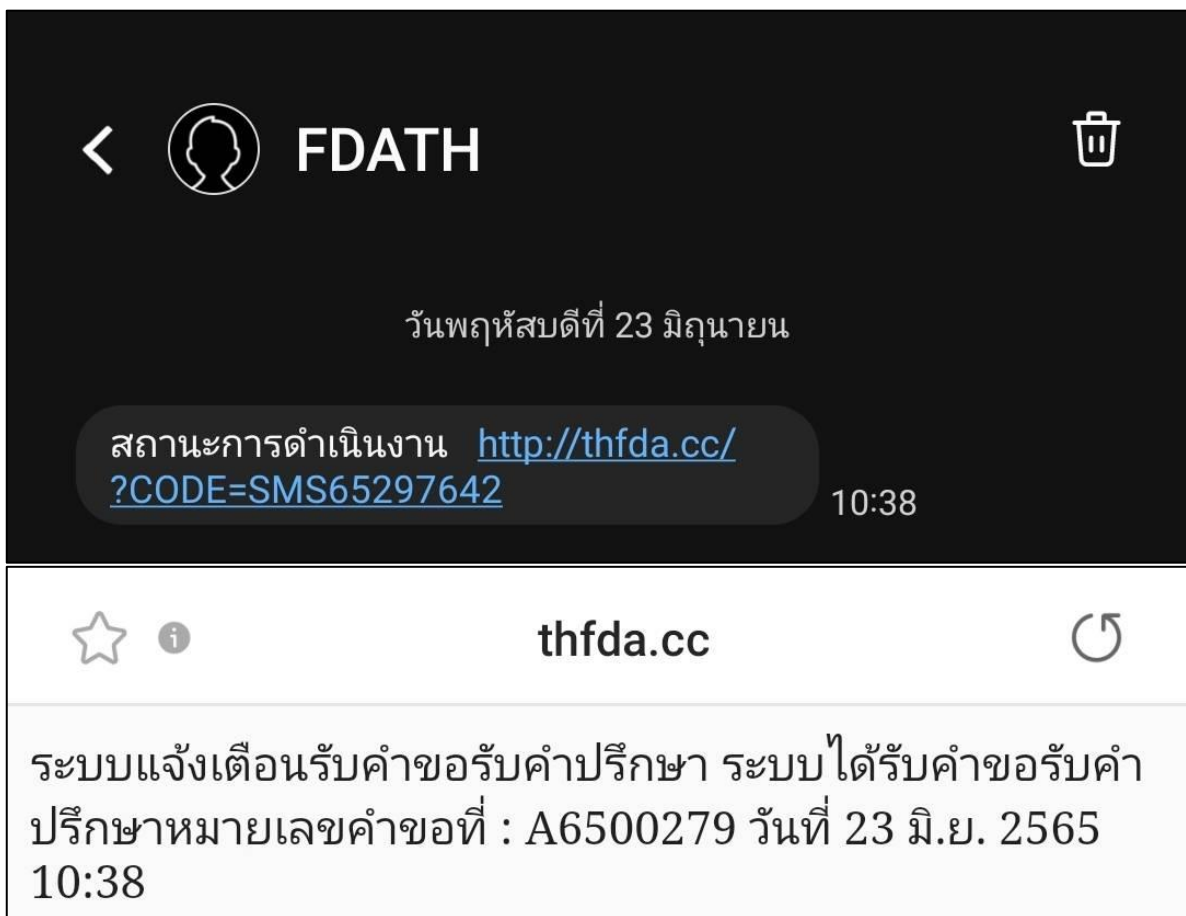 FDATH
วันพฤหัสบดีที่ 23 มิถุนายน
สถานะการดำเนินงาน http://thfda.cc/
?CODE=SMS65297642
10:38
thfda.cc
ระบบแจ้งเตือนรับคำขอรับคำปรึกษา ระบบได้รับคำขอรับคำ
ปรึกษาหมายเลขคำขอที่ : A6500279 วันที่ 23 มิ.ย. 2565
10:38